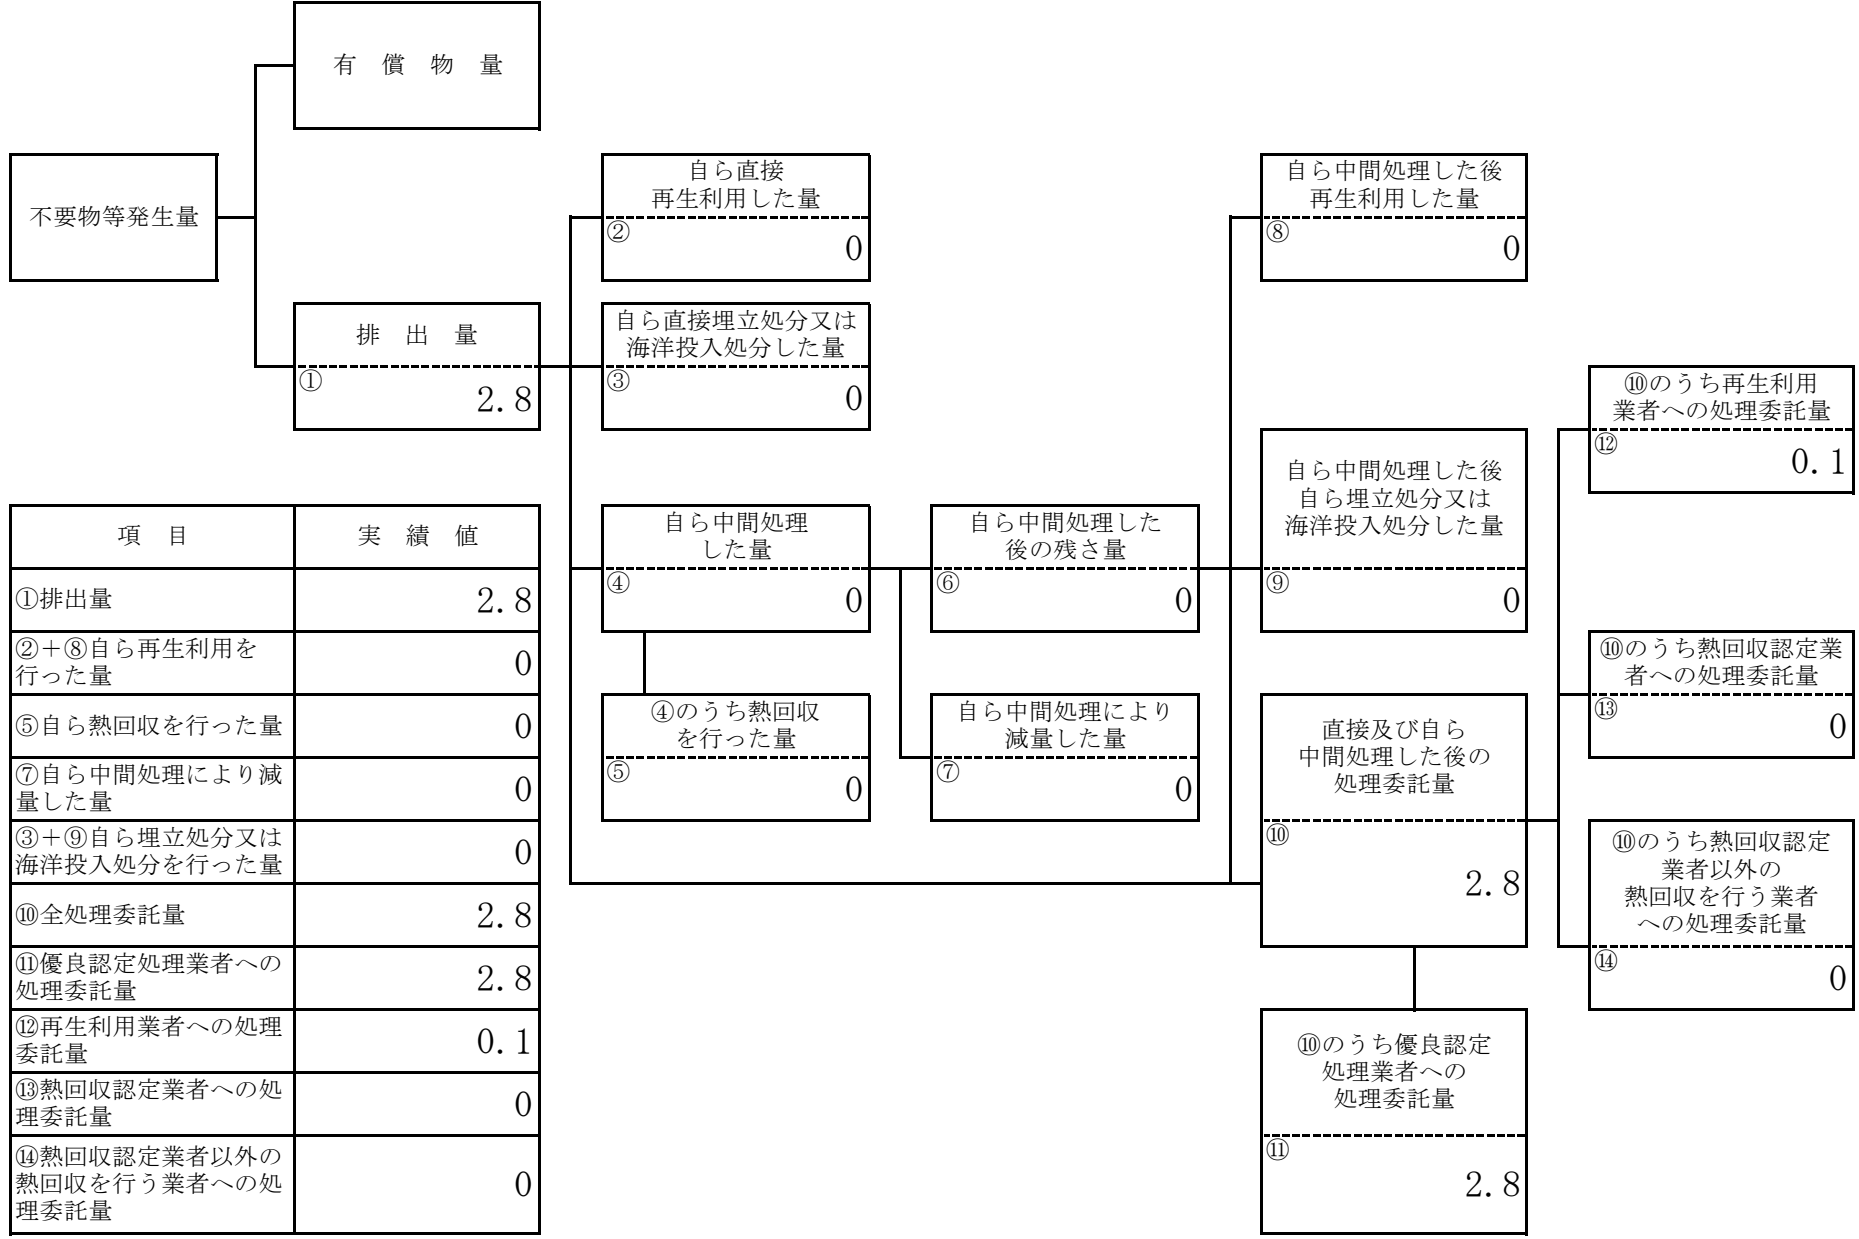 有 償 物 量
不要物等発生量
排 出 量
①
2.8
自ら直接
再生利用した量
②
0
自ら直接埋立処分又は
海洋投入処分した量
③
0
自ら中間処理
した量
④
0
④のうち熱回収
を行った量
⑤
0
自ら中間処理した
後の残さ量
⑥
0
自ら中間処理により
減量した量
⑦
0
自ら中間処理した後
再生利用した量
⑧
0
自ら中間処理した後
自ら埋立処分又は
海洋投入処分した量
⑨
0
直接及び自ら
中間処理した後の
処理委託量
⑩
2.8
⑩のうち優良認定
処理業者への
処理委託量
⑪
2.8
⑩のうち再生利用
業者への処理委託量
⑫
0.1
⑩のうち熱回収認定業
者への処理委託量
⑬
0
⑩のうち熱回収認定
業者以外の
熱回収を行う業者
への処理委託量
⑭
0
項 目 実 績 値
①排出量 2.8
②＋⑧自ら再生利用を
行った量 0
⑤自ら熱回収を行った量 0
⑦自ら中間処理により減
量した量 0
③＋⑨自ら埋立処分又は
海洋投入処分を行った量 0
⑩全処理委託量 2.8
⑪優良認定処理業者への
処理委託量 2.8
⑫再生利用業者への処理
委託量 0.1
⑬熱回収認定業者への処
理委託量 0
⑭熱回収認定業者以外の
熱回収を行う業者への処
理委託量 0